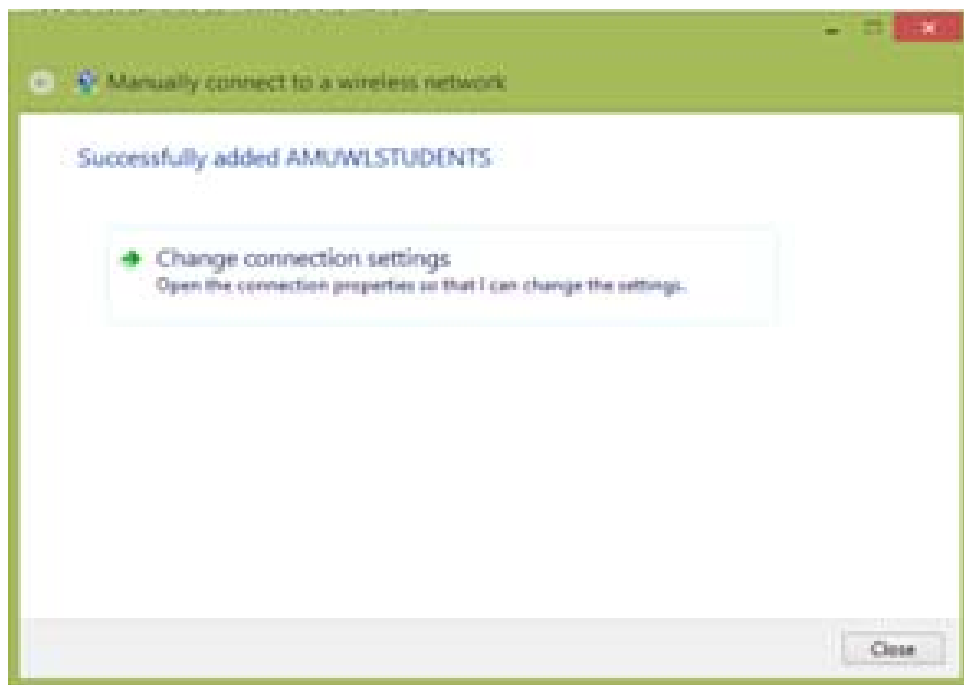 Manually connect to a wireless network
Successfully added AMUWLSTUDENTS
Change connection settings
Open the connection properties so that I can change the settings.
Close